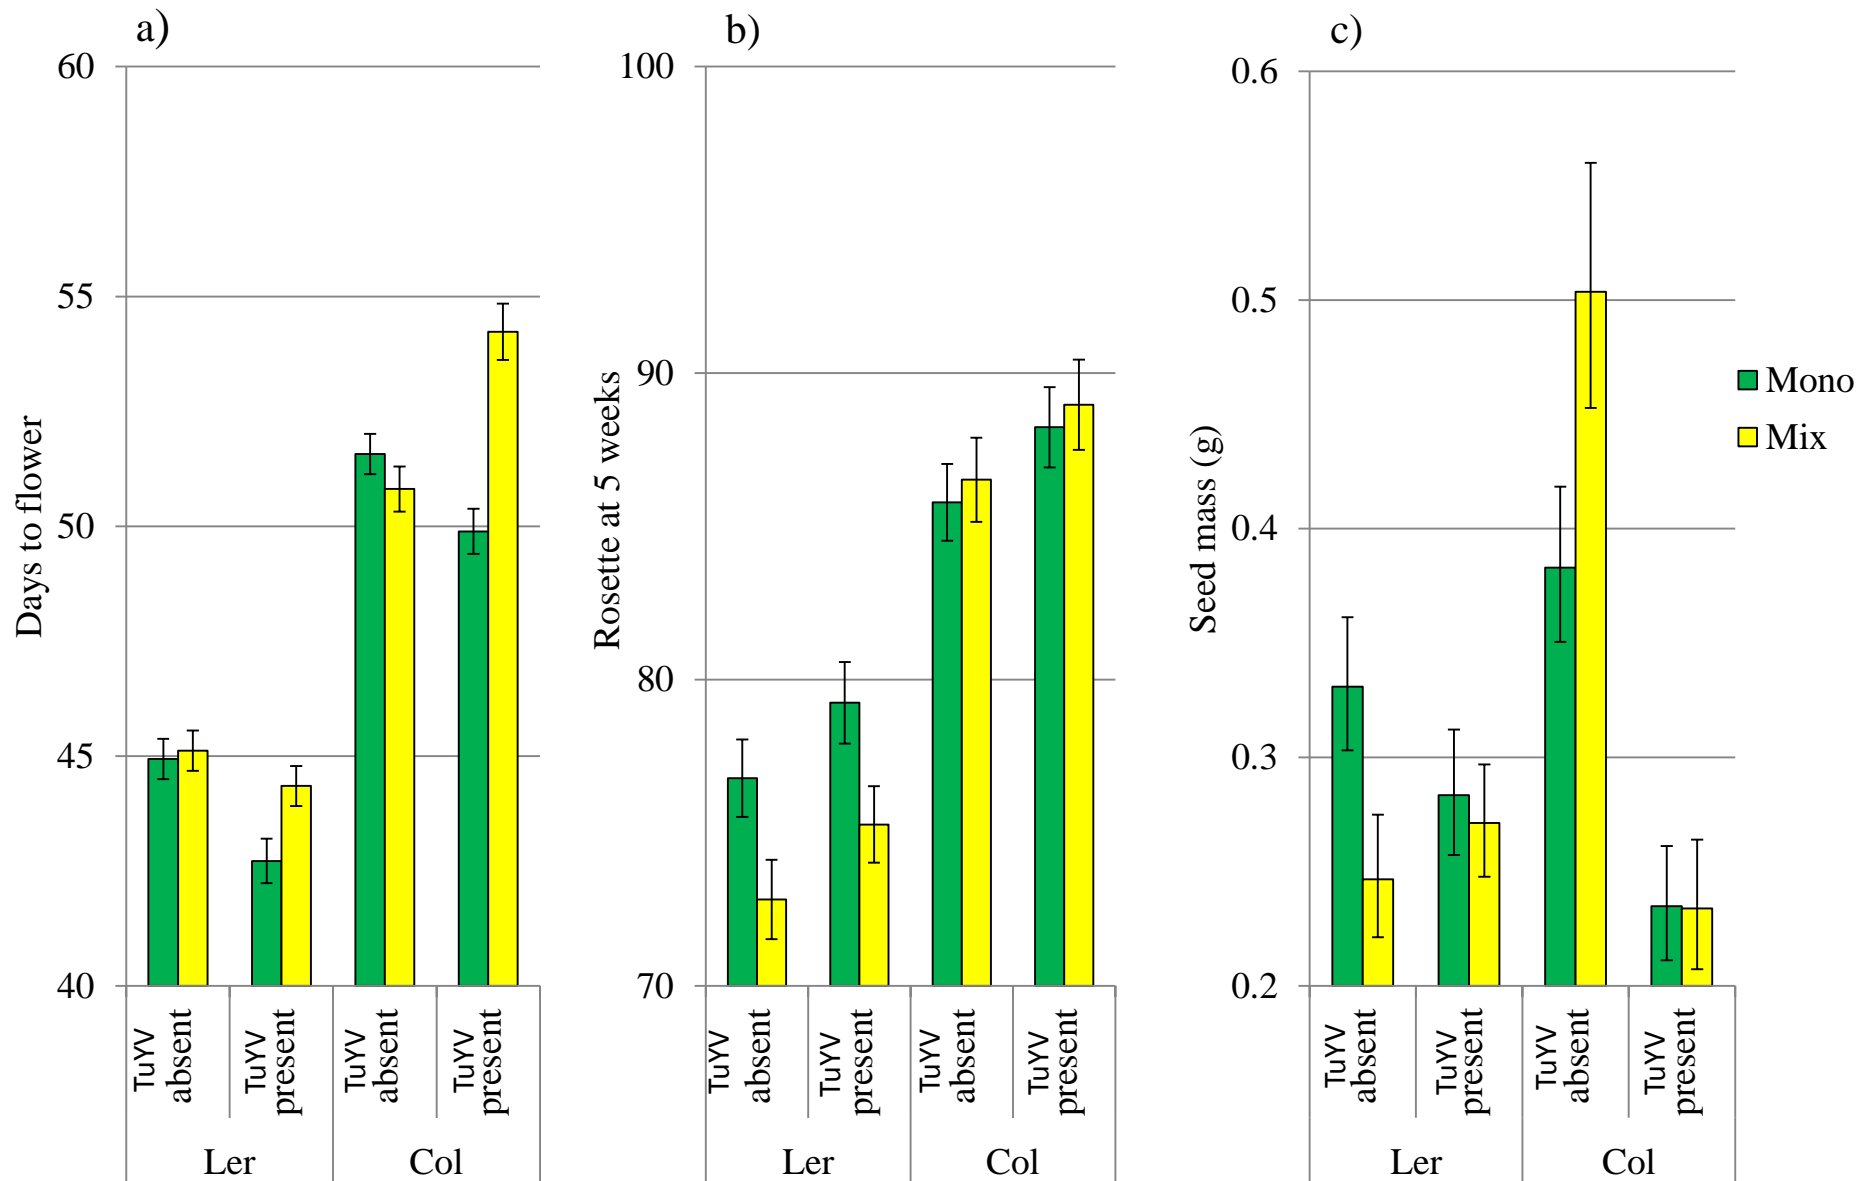 a)
60
55
50
45
40
Days to flower
TuYV absent
TuYV present
TuYV absent
TuYV present
Ler
Col
b)
100
90
80
70
Rosette at 5 weeks
TuYV absent
TuYV present
TuYV absent
TuYV present
Ler
Col
c)
0.6
0.5
0.4
0.3
0.2
Seed mass (g)
TuYV absent
TuYV present
TuYV absent
TuYV present
Ler
Col
Mono
Mix